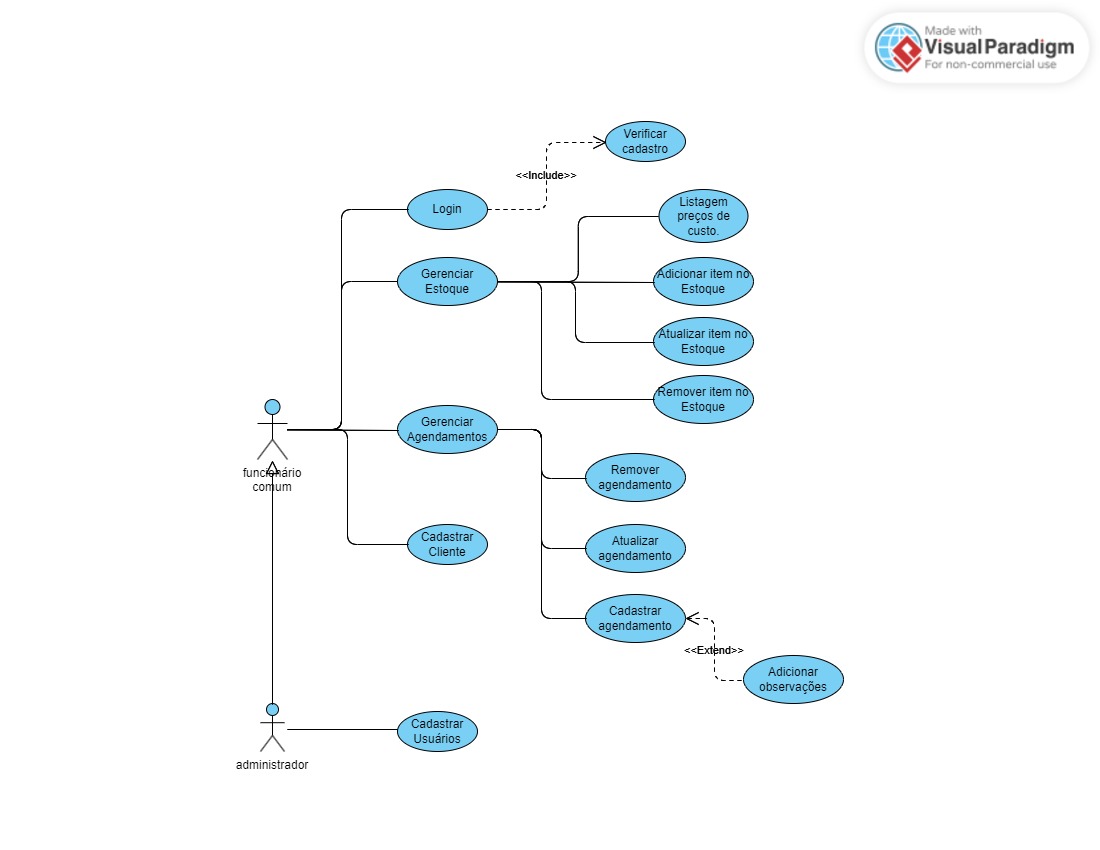 Made with
Visual Paradigm
For non-commercial use
Verificar
cadastro
<<Include>>
Login
Listagem
preços de
custo.
Gerenciar
Estoque
Adicionar item no
Estoque
Atualizar item no
Estoque
Remover item no
Estoque
Gerenciar
Agendamentos
funcionário
comum
Remover
agendamento
Cadastrar
Cliente
Atualizar
agendamento
Cadastrar
agendamento
<<Extend>>
Adicionar
observações
Cadastrar
Usuários
administrador